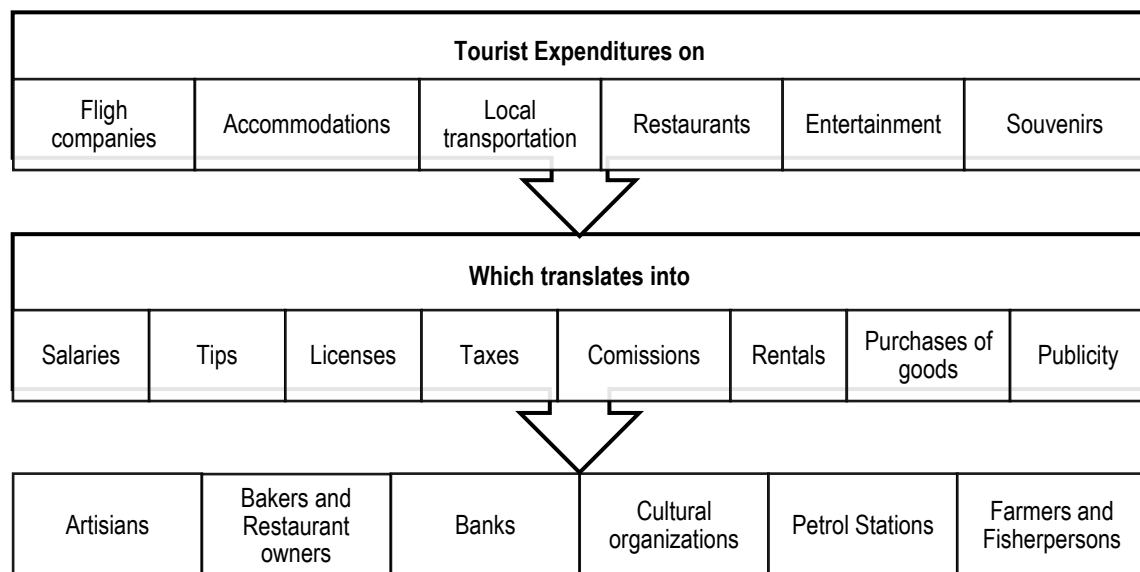 Tourist Expenditures on
Fligh
companies
Accommodations
Local
transportation
Restaurants
Entertainment
Souvenirs
Which translates into
Salaries
Tips
Licenses
Taxes
Comissions
Rentals
Purchases of
goods
Publicity
Artisians
Bakers and
Restaurant
owners
Banks
Cultural
organizations
Petrol Stations
Farmers and
Fisherpersons